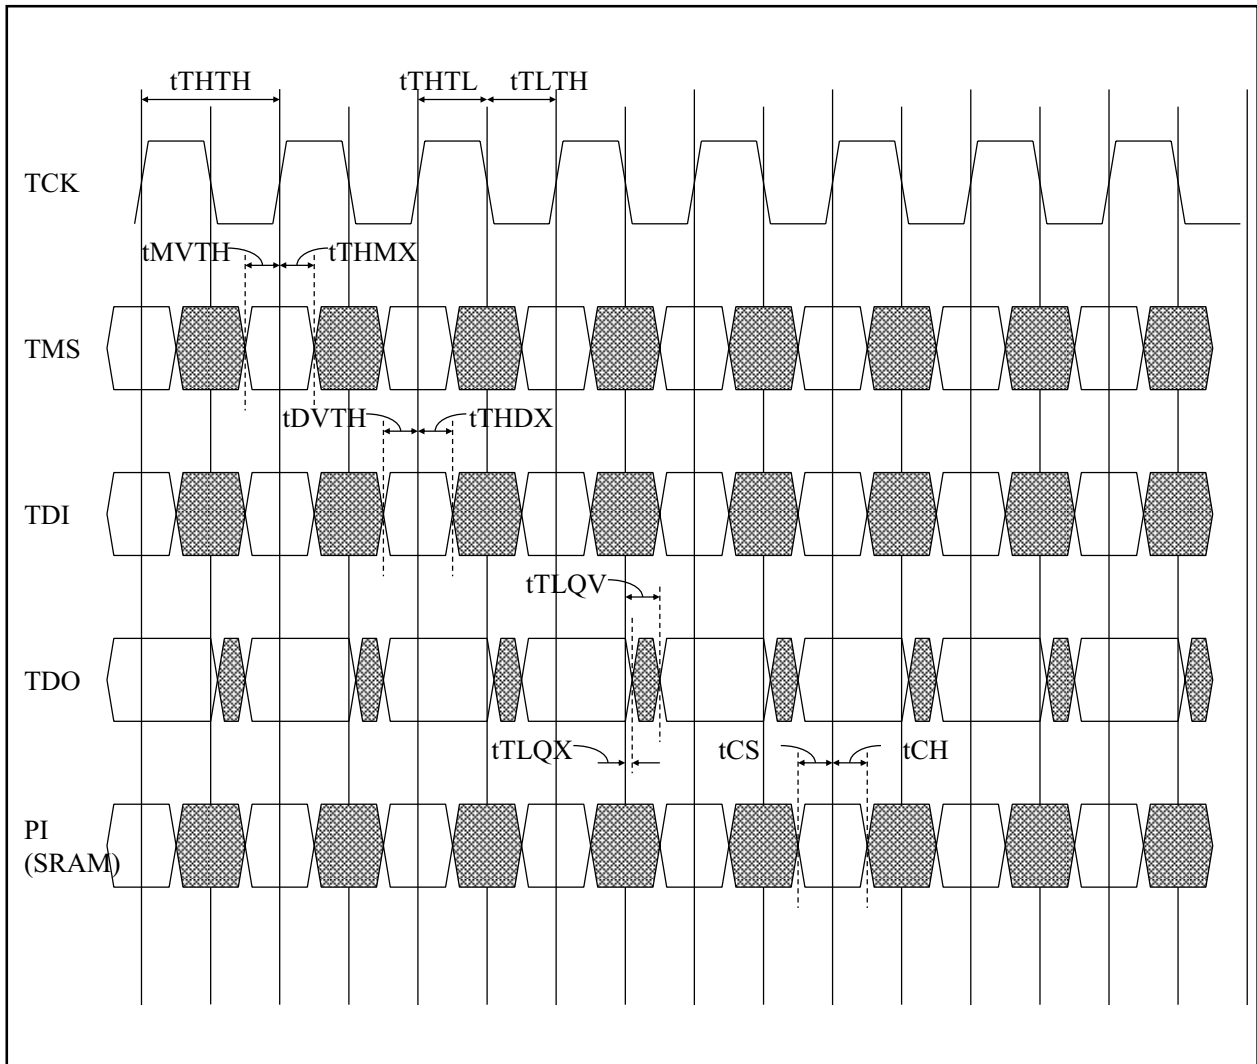 tTHTH
tTHTL
tTLTH
TCK
tMVTH
tTHMX
TMS
tDVTH
tTHDX
TDI
tTLQV
TDO
tTLQX
tCS
tCH
PI
(SRAM)